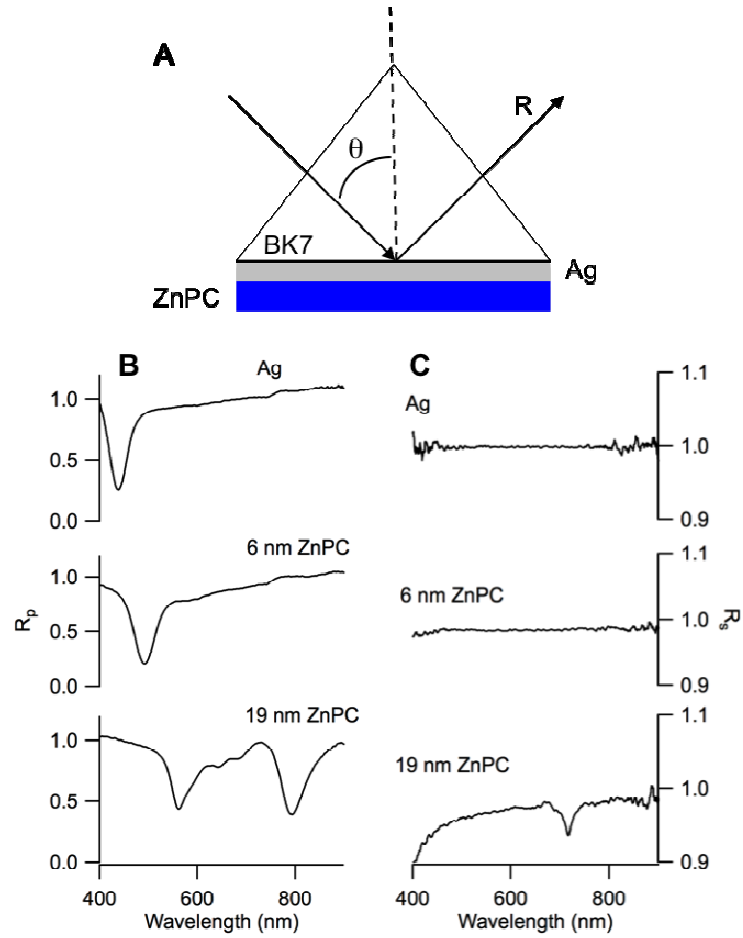 A
R
θ
BK7
Ag
ZnPC
B
C
Ag
1.0
0.5
0.0
Ag
1.1
1.0
0.9
6 nm ZnPC
1.0
0.5
0.0
6 nm ZnPC
1.1
1.0
0.9
Rp
Rs
19 nm ZnPC
1.0
0.5
0.0
19 nm ZnPC
1.1
1.0
0.9
400 600 800
Wavelength (nm)
400 600 800
Wavelength (nm)